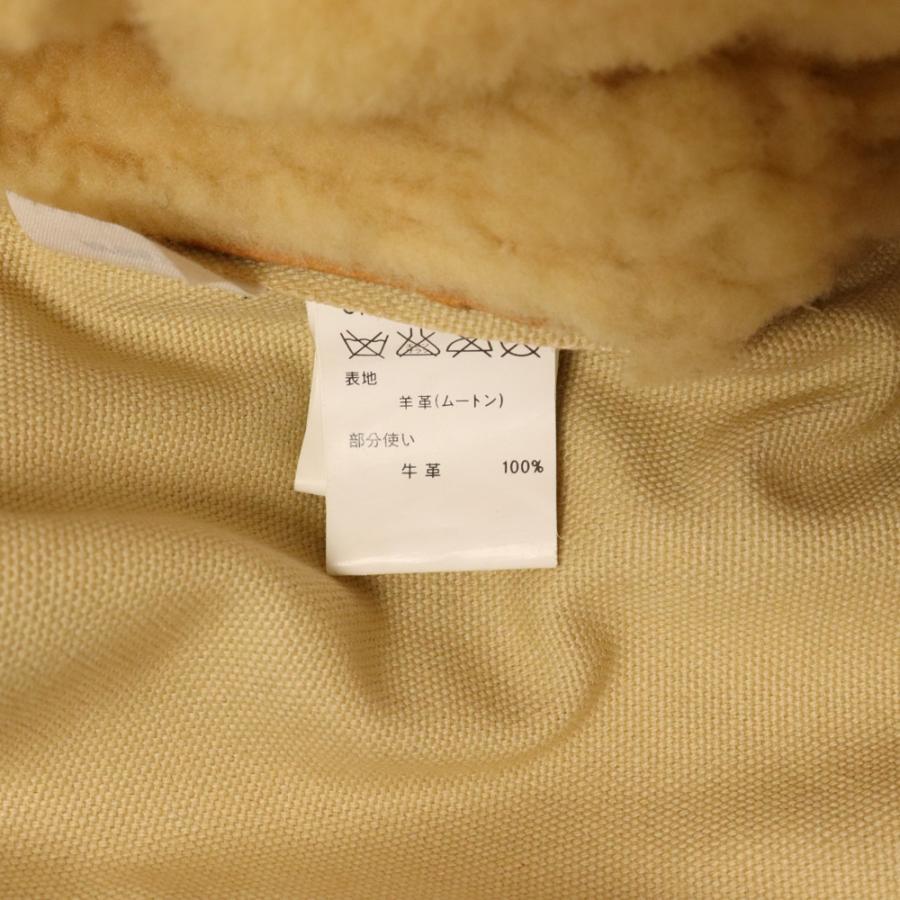 表地
羊革(ムートン)
部分使い
牛革 100%